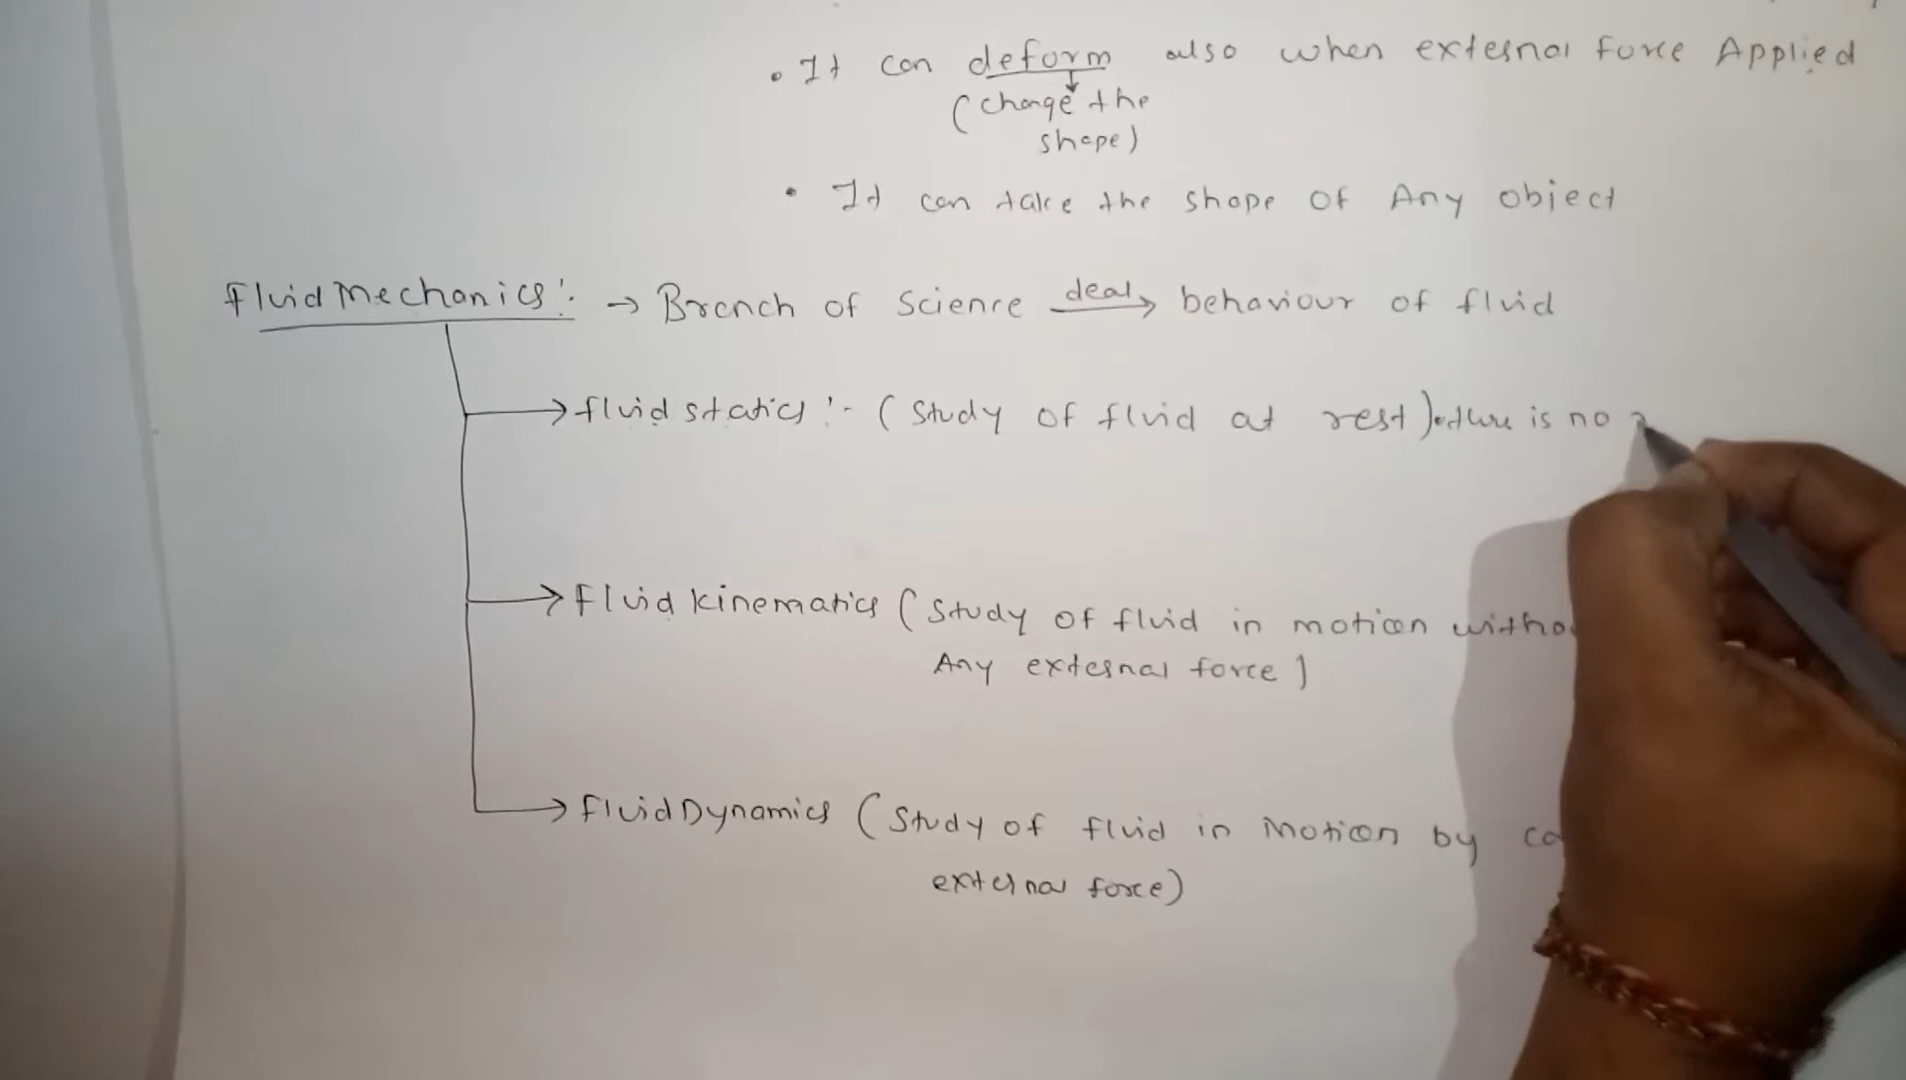 • It can deform also when external force Applied
(change the
shape)
• It can take the shape of Any object
Fluid Mechanics :- → Branch of science deal behaviour of fluid
→ fluid statics :- (study of fluid at rest) • there is no
→ Fluid kinematics (study of fluid in motion
Any external force)
→ fluid Dynamics (study of fluid in Motion by
external force)